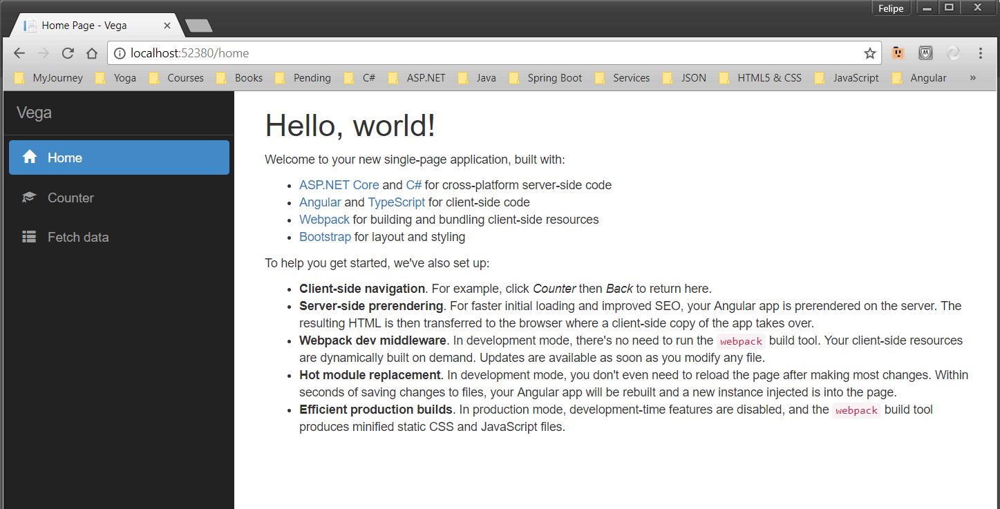 Felipe
Home Page - Vega
localhost:52380/home
MyJourney Yoga Courses Books Pending C# ASP.NET Java Spring Boot Services JSON HTML5 & CSS JavaScript Angular »
Vega
Home
Counter
Fetch data
Hello, world!
Welcome to your new single-page application, built with:
• ASP.NET Core and C# for cross-platform server-side code
• Angular and TypeScript for client-side code
• Webpack for building and bundling client-side resources
• Bootstrap for layout and styling
To help you get started, we've also set up:
• Client-side navigation. For example, click Counter then Back to return here.
• Server-side prerendering. For faster initial loading and improved SEO, your Angular app is prerendered on the server. The
resulting HTML is then transferred to the browser where a client-side copy of the app takes over.
• Webpack dev middleware. In development mode, there's no need to run the webpack build tool. Your client-side resources
are dynamically built on demand. Updates are available as soon as you modify any file.
• Hot module replacement. In development mode, you don't even need to reload the page after making most changes. Within
seconds of saving changes to files, your Angular app will be rebuilt and a new instance injected is into the page.
• Efficient production builds. In production mode, development-time features are disabled, and the webpack build tool
produces minified static CSS and JavaScript files.